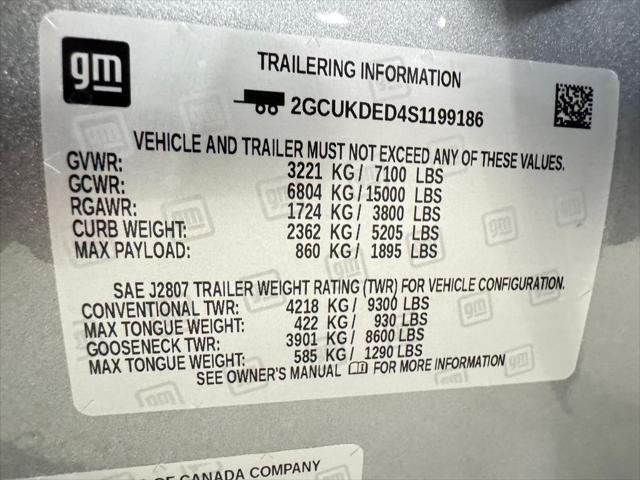 gm
TRAILERING INFORMATION
2GCUKDED4S1199186
VEHICLE AND TRAILER MUST NOT EXCEED ANY OF THESE VALUES.
GVWR: 3221 KG / 7100 LBS
GCWR: 6804 KG / 15000 LBS
RGAWR: 1724 KG / 3800 LBS
CURB WEIGHT: 2362 KG / 5205 LBS
MAX PAYLOAD: 860 KG / 1895 LBS
SAE J2807 TRAILER WEIGHT RATING (TWR) FOR VEHICLE CONFIGURATION.
CONVENTIONAL TWR: 4218 KG / 9300 LBS
MAX TONGUE WEIGHT: 422 KG / 930 LBS
GOOSENECK TWR: 3901 KG / 8600 LBS
MAX TONGUE WEIGHT: 585 KG / 1290 LBS
SEE OWNER'S MANUAL FOR MORE INFORMATION
OF CANADA COMPANY